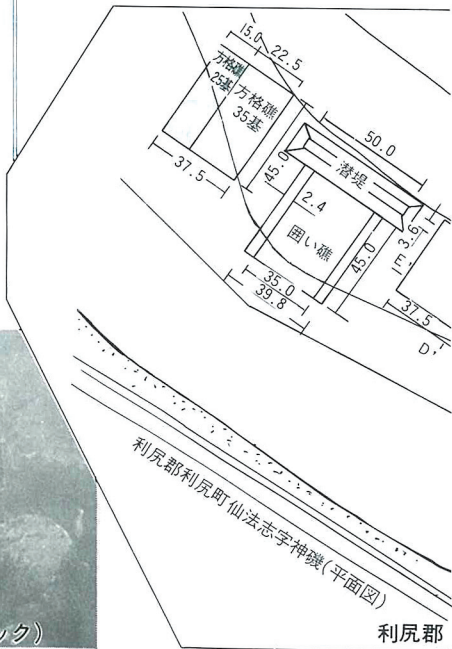 15.0
22.5
方格礁
25基
方格礁
35基
37.5
45.0
50.0
潜堤
2.4
囲い礁
45.0
3.6
E'
35.0
39.8
37.5
D'
利尻郡利尻町仙法志字神磯(平面図)
ック)
利尻郡